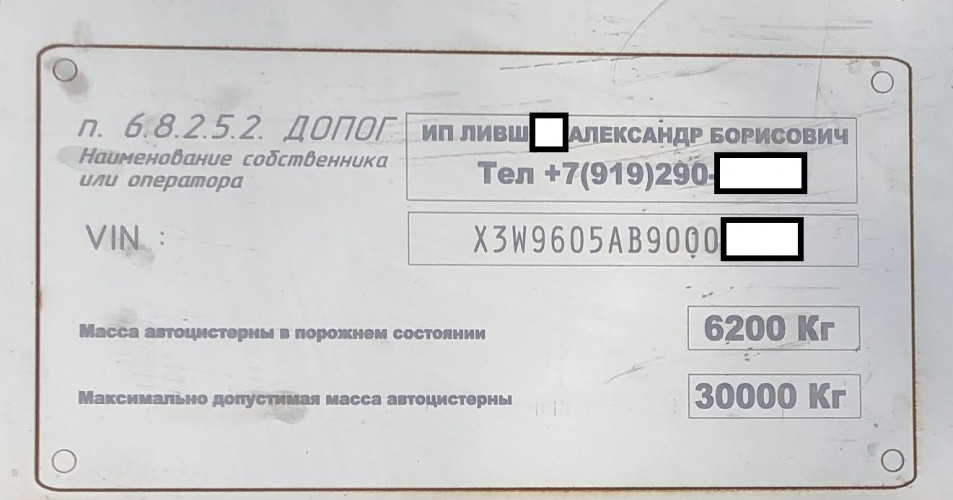 п. 6.8.2.5.2. ДОПОГ
Наименование собственника
или оператора
ИП ЛИВШ АЛЕКСАНДР БОРИСОВИЧ
Тел +7(919)290-
VIN :
X3W9605AB9000
Масса автоцистерны в порожнем состоянии
6200 Кг
Максимально допустимая масса автоцистерны
30000 Кг